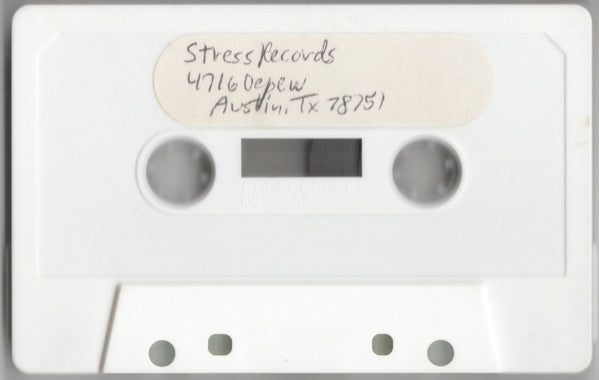 Stress Records
4716 Depew
Austin, Tx 78751